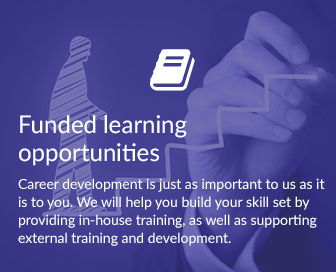 Funded learning
opportunities
Career development is just as important to us as it
is to you. We will help you build your skill set by
providing in-house training, as well as supporting
external training and development.